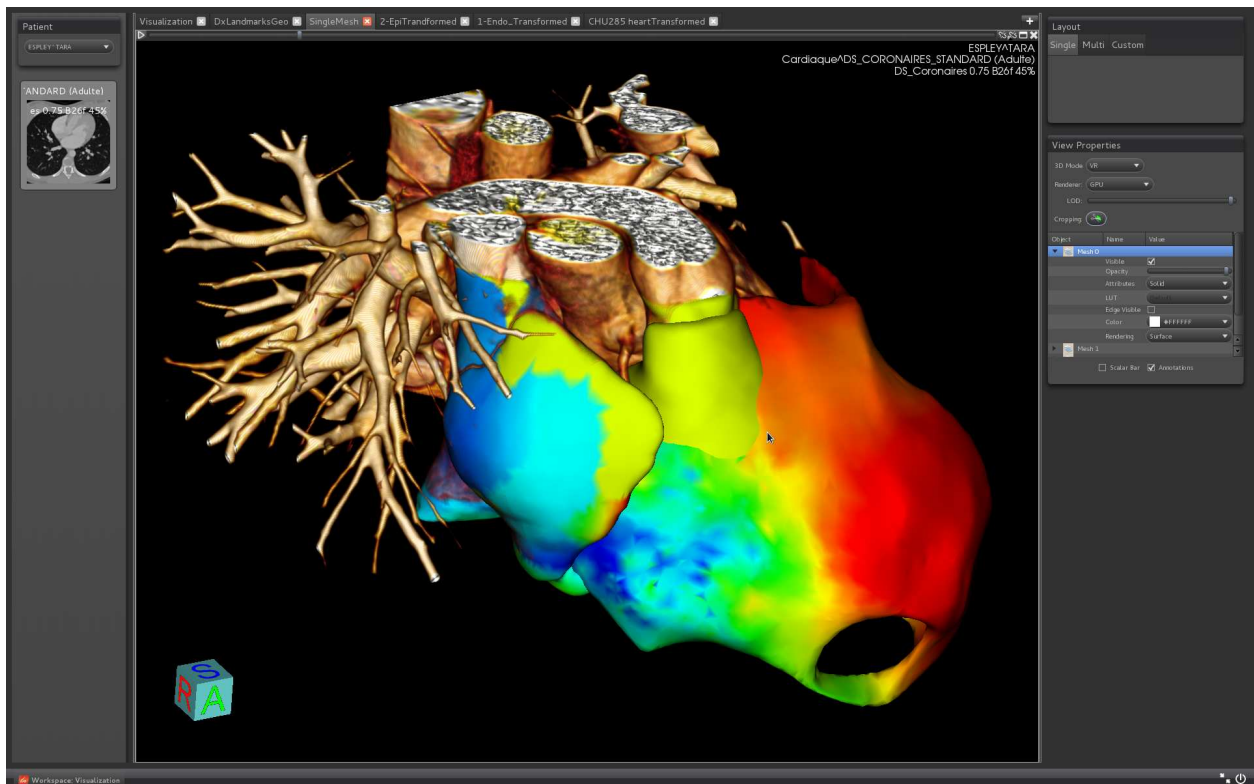 Patient
ESPLEY^TARA
^ANDARD (Adulte)
es 0.75 B26f 45%
Visualization
DxLandmarksGeo
SingleMesh
2-EpiTrandformed
1-Endo_Transformed
CHU285 heartTransformed
ESPLEY^TARA
Cardiaque^DS_CORONAIRES_STANDARD (Adulte)
DS_Coronaires 0.75 B26f 45%
S
R A
Layout
Single Multi Custom
View Properties
3D Mode VR
Renderer: GPU
LOD:
Cropping:
Object Name Value
Mesh 0
Visible
Opacity
Attributes Solid
LUT
Edge Visible
Color #FFFFFF
Rendering Surface
Mesh 1
Scalar Bar Annotations
Workspace: Visualization